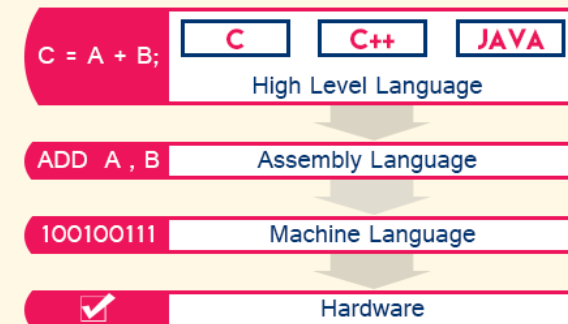 C = A + B;
C C++ JAVA
High Level Language
ADD A , B
Assembly Language
100100111
Machine Language
Hardware